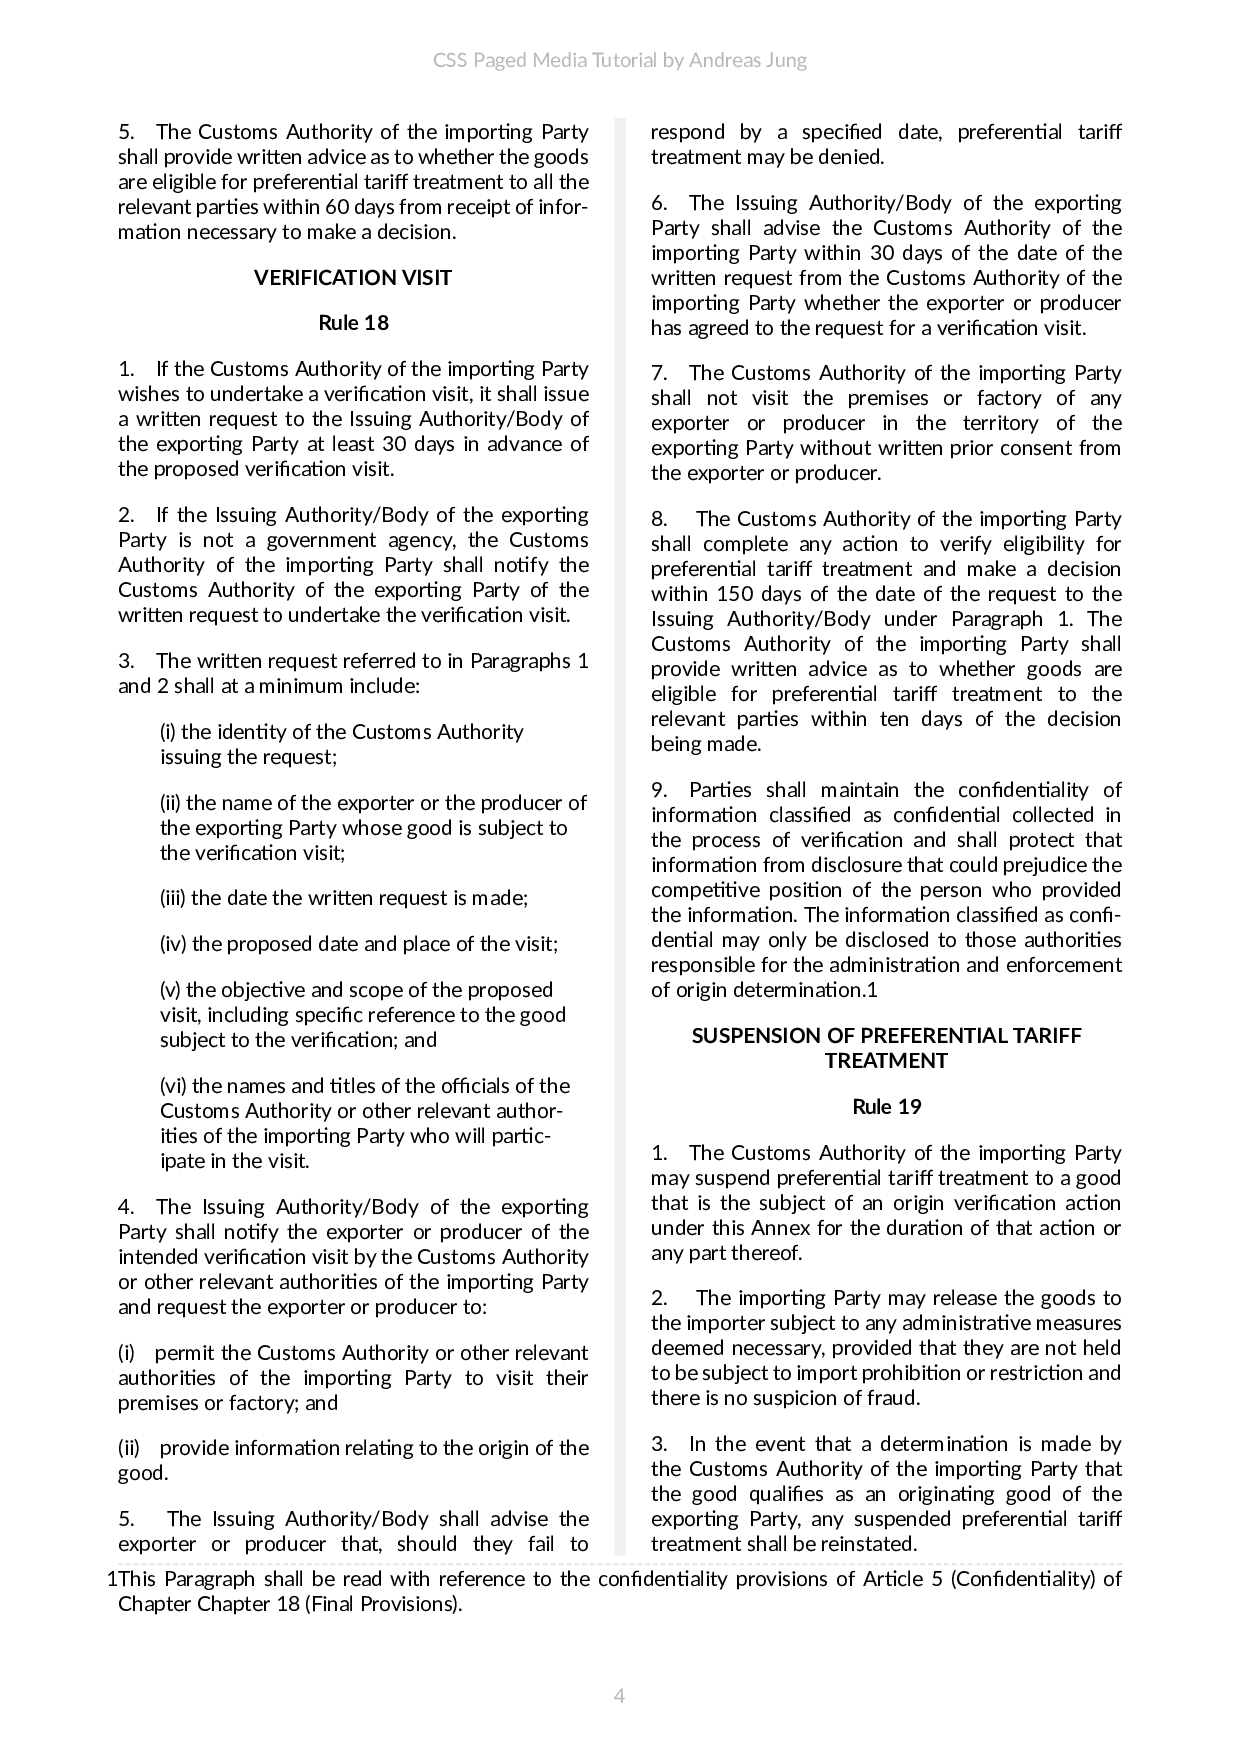 CSS Paged Media Tutorial by Andreas Jung
5. The Customs Authority of the importing Party
shall provide written advice as to whether the goods
are eligible for preferential tariff treatment to all the
relevant parties within 60 days from receipt of infor-
mation necessary to make a decision.
VERIFICATION VISIT
Rule 18
1. If the Customs Authority of the importing Party
wishes to undertake a verification visit, it shall issue
a written request to the Issuing Authority/Body of
the exporting Party at least 30 days in advance of
the proposed verification visit.
2. If the Issuing Authority/Body of the exporting
Party is not a government agency, the Customs
Authority of the importing Party shall notify the
Customs Authority of the exporting Party of the
written request to undertake the verification visit.
3. The written request referred to in Paragraphs 1
and 2 shall at a minimum include:
(i) the identity of the Customs Authority
issuing the request;
(ii) the name of the exporter or the producer of
the exporting Party whose good is subject to
the verification visit;
(iii) the date the written request is made;
(iv) the proposed date and place of the visit;
(v) the objective and scope of the proposed
visit, including specific reference to the good
subject to the verification; and
(vi) the names and titles of the officials of the
Customs Authority or other relevant author-
ities of the importing Party who will partic-
ipate in the visit.
4. The Issuing Authority/Body of the exporting
Party shall notify the exporter or producer of the
intended verification visit by the Customs Authority
or other relevant authorities of the importing Party
and request the exporter or producer to:
(i) permit the Customs Authority or other relevant
authorities of the importing Party to visit their
premises or factory; and
(ii) provide information relating to the origin of the
good.
5. The Issuing Authority/Body shall advise the
exporter or producer that, should they fail to
respond by a specified date, preferential tariff
treatment may be denied.
6. The Issuing Authority/Body of the exporting
Party shall advise the Customs Authority of the
importing Party within 30 days of the date of the
written request from the Customs Authority of the
importing Party whether the exporter or producer
has agreed to the request for a verification visit.
7. The Customs Authority of the importing Party
shall not visit the premises or factory of any
exporter or producer in the territory of the
exporting Party without written prior consent from
the exporter or producer.
8. The Customs Authority of the importing Party
shall complete any action to verify eligibility for
preferential tariff treatment and make a decision
within 150 days of the date of the request to the
Issuing Authority/Body under Paragraph 1. The
Customs Authority of the importing Party shall
provide written advice as to whether goods are
eligible for preferential tariff treatment to the
relevant parties within ten days of the decision
being made.
9. Parties shall maintain the confidentiality of
information classified as confidential collected in
the process of verification and shall protect that
information from disclosure that could prejudice the
competitive position of the person who provided
the information. The information classified as confi-
dential may only be disclosed to those authorities
responsible for the administration and enforcement
of origin determination.1
SUSPENSION OF PREFERENTIAL TARIFF
TREATMENT
Rule 19
1. The Customs Authority of the importing Party
may suspend preferential tariff treatment to a good
that is the subject of an origin verification action
under this Annex for the duration of that action or
any part thereof.
2. The importing Party may release the goods to
the importer subject to any administrative measures
deemed necessary, provided that they are not held
to be subject to import prohibition or restriction and
there is no suspicion of fraud.
3. In the event that a determination is made by
the Customs Authority of the importing Party that
the good qualifies as an originating good of the
exporting Party, any suspended preferential tariff
treatment shall be reinstated.
1This Paragraph shall be read with reference to the confidentiality provisions of Article 5 (Confidentiality) of
Chapter Chapter 18 (Final Provisions).
4